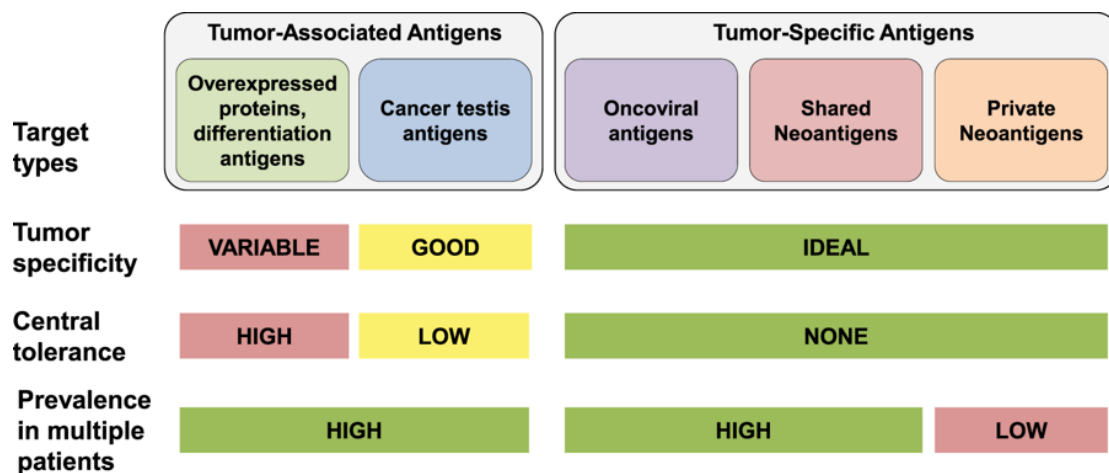 Tumor-Associated Antigens
Tumor-Specific Antigens
Target
types
Overexpressed
proteins,
differentiation
antigens
Cancer testis
antigens
Oncoviral
antigens
Shared
Neoantigens
Private
Neoantigens
Tumor
specificity
VARIABLE
GOOD
IDEAL
Central
tolerance
HIGH
LOW
NONE
Prevalence
in multiple
patients
HIGH
HIGH
LOW